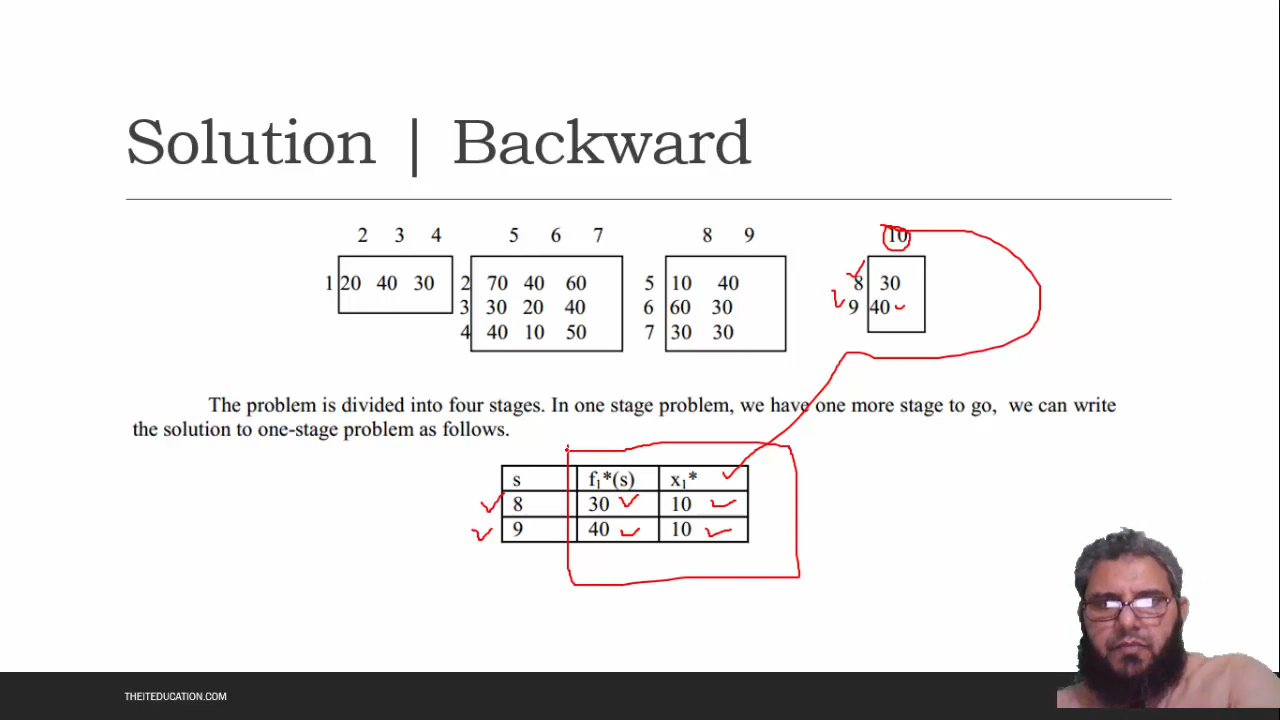 Solution | Backward
2 3 4 5 6 7 8 9 10
1 20 40 30 2 70 40 60 5 10 40 8 30
3 30 20 40 6 60 30 9 40
4 40 10 50 7 30 30
The problem is divided into four stages. In one stage problem, we have one more stage to go, we can write
the solution to one-stage problem as follows.
s f₁*(s) x₁*
8 30 10
9 40 10
THEITEDUCATION.COM